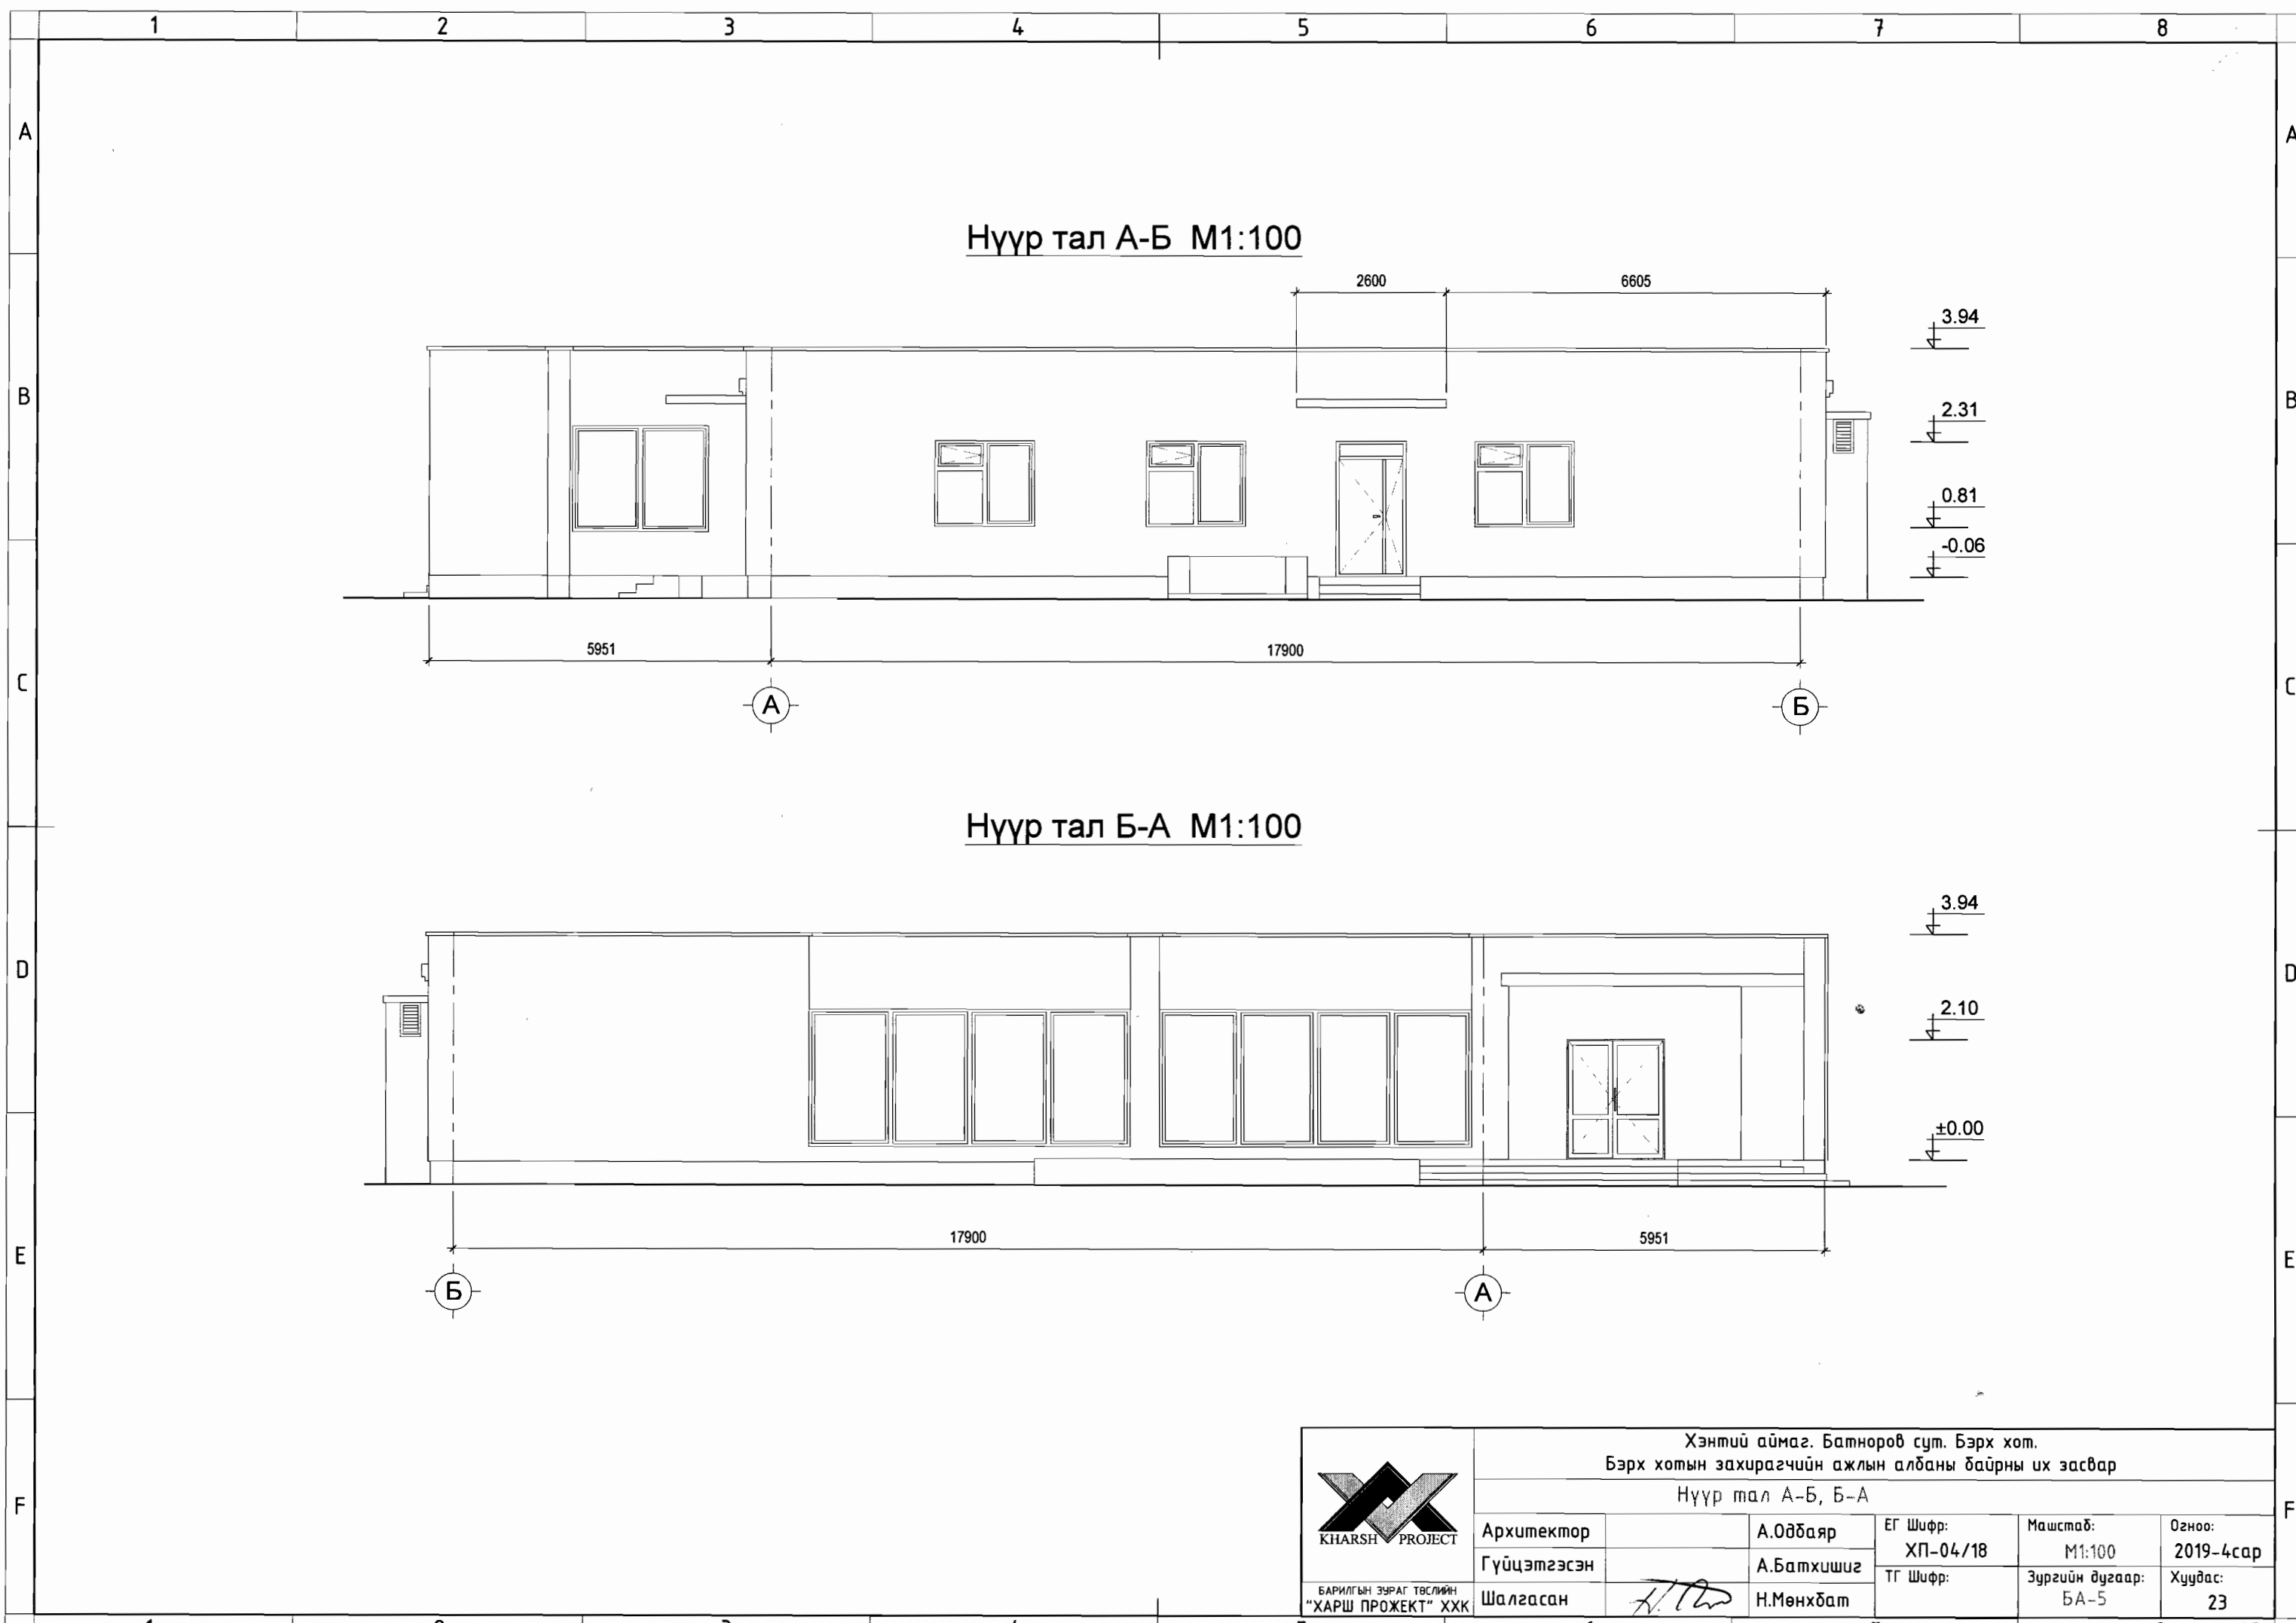 1 2 3 4 5 6 7 8
A A
Нүүр тал А-Б М1:100
2600 6605
3.94
B B
2.31
0.81
-0.06
5951 17900
C C
А Б
Нүүр тал Б-А М1:100
3.94
D D
2.10
±0.00
17900 5951
E E
Б А
Хэнтий аймаг. Батноров сум. Бэрх хот.
Бэрх хотын захирагчийн ажлын албаны байрны их засвар
F F
Нүүр тал А-Б, Б-А
KHARSH PROJECT
Архитектор А.Одбаяр ЕГ Шифр: Машстаб: Огноо:
ХП-04/18 М1:100 2019-4сар
Гүйцэтгэсэн А.Батхишиг
ТГ Шифр: Зургийн дугаар: Хуудас:
БАРИЛГЫН ЗУРАГ ТӨСЛИЙН
"ХАРШ ПРОЖЕКТ" ХХК Шалгасан Н.Мөнхбат БА-5 23